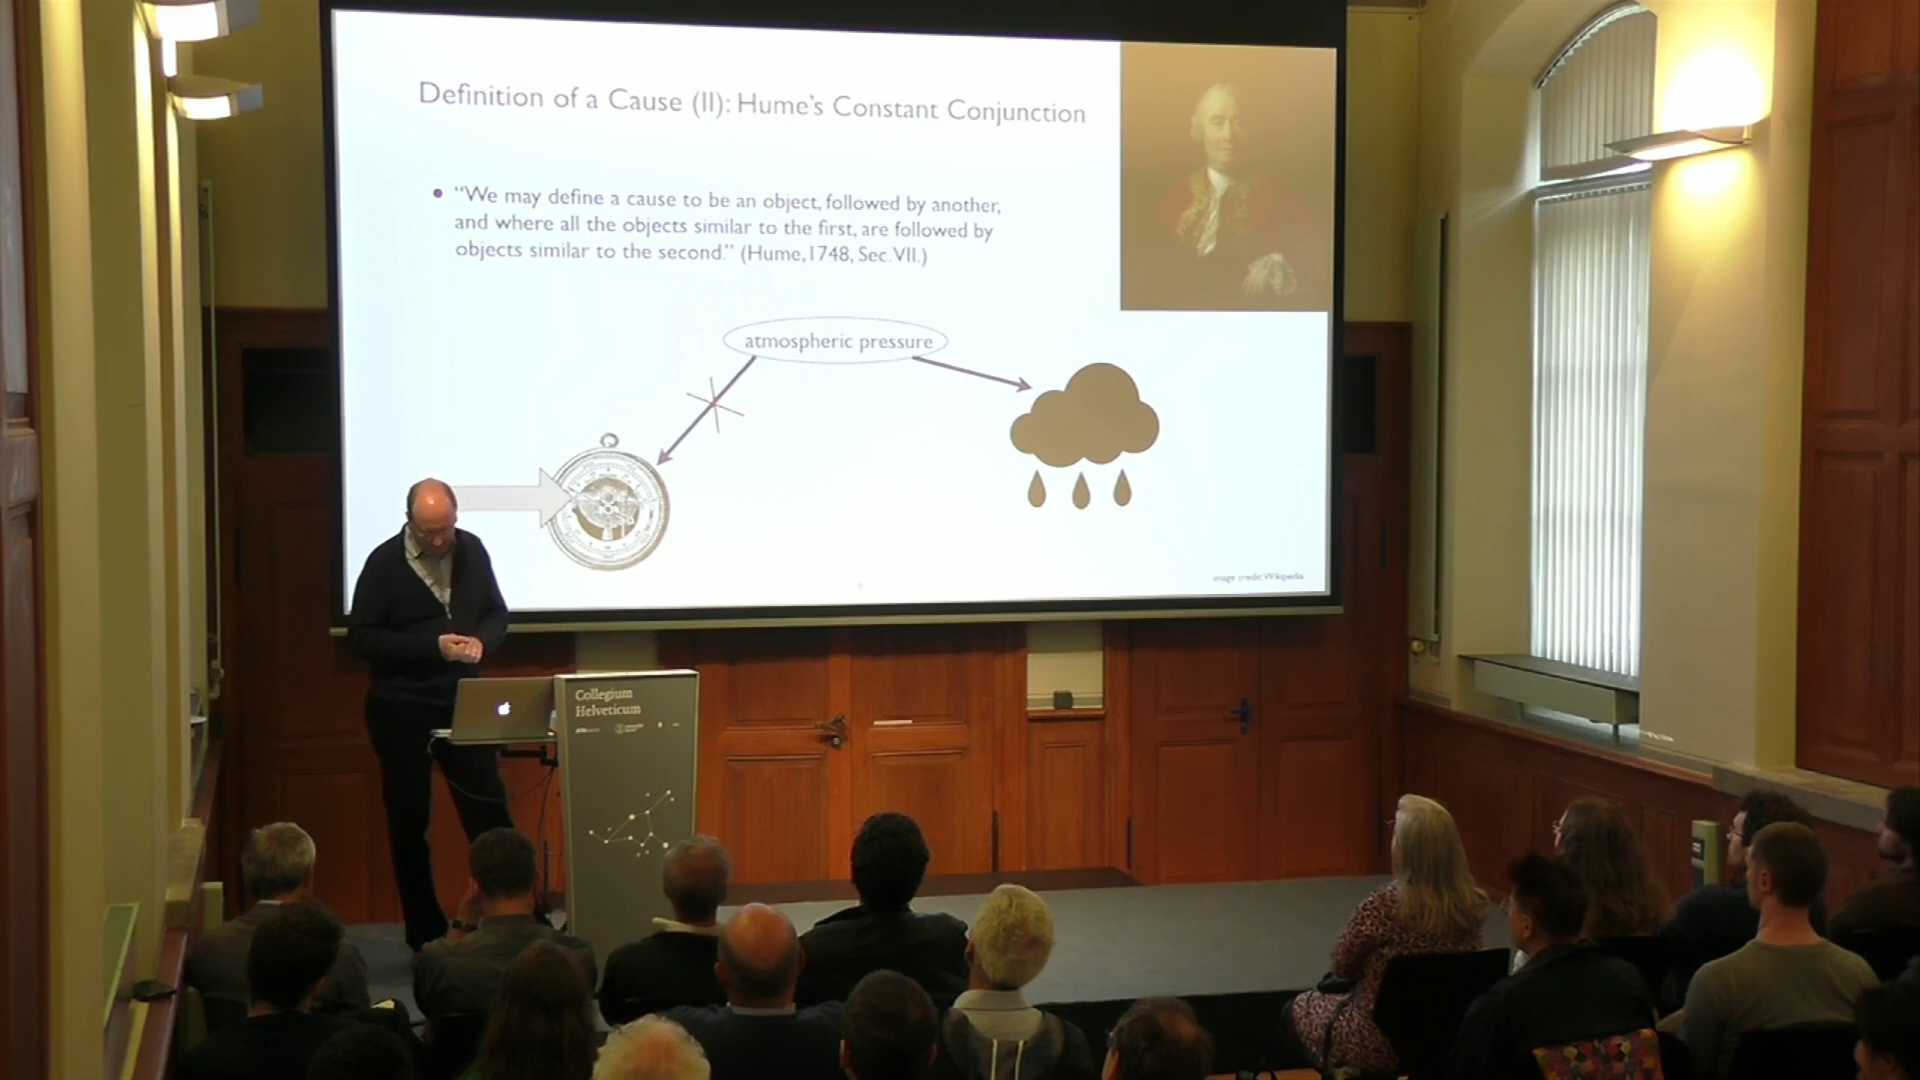 Definition of a Cause (II): Hume's Constant Conjunction
• “We may define a cause to be an object, followed by another,
and where all the objects similar to the first, are followed by
objects similar to the second.” (Hume, 1748, Sec. VII.)
atmospheric pressure
image credit: Wikipedia
Collegium
Helveticum